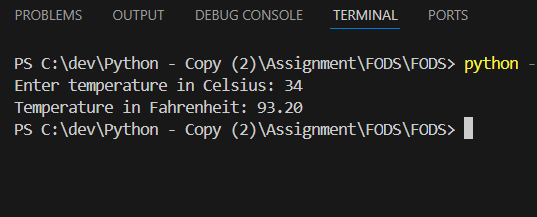 PROBLEMS OUTPUT DEBUG CONSOLE TERMINAL PORTS
PS C:\dev\Python - Copy (2)\Assignment\FODS\FODS> python -
Enter temperature in Celsius: 34
Temperature in Fahrenheit: 93.20
PS C:\dev\Python - Copy (2)\Assignment\FODS\FODS>